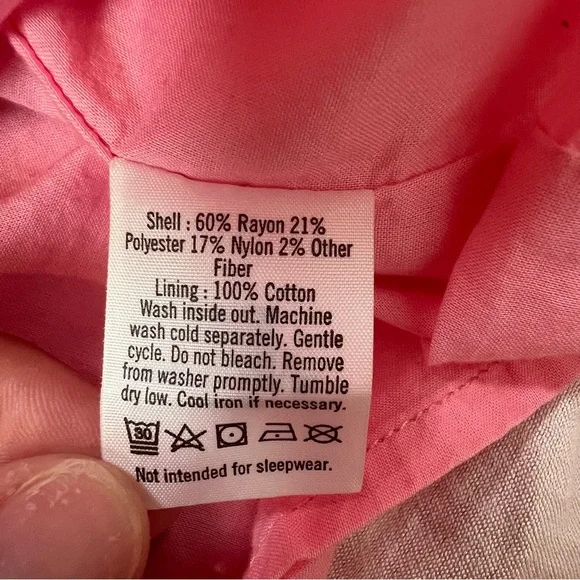 Shell : 60% Rayon 21%
Polyester 17% Nylon 2% Other
Fiber
Lining : 100% Cotton
Wash inside out. Machine
wash cold separately. Gentle
cycle. Do not bleach. Remove
from washer promptly. Tumble
dry low. Cool iron if necessary.
30
Not intended for sleepwear.